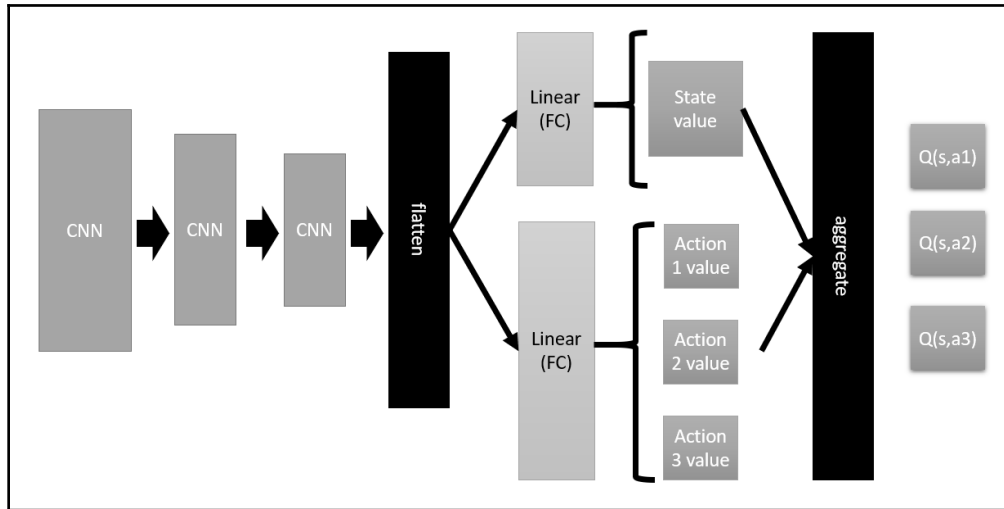 CNN
CNN
CNN
flatten
Linear
(FC)
State
value
Linear
(FC)
Action
1 value
Action
2 value
Action
3 value
aggregate
Q(s,a1)
Q(s,a2)
Q(s,a3)